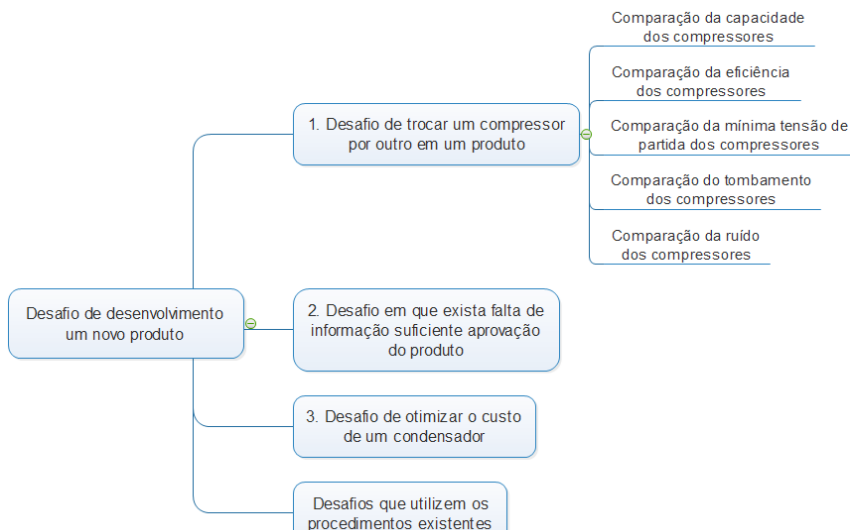 Desafio de desenvolvimento
um novo produto
1. Desafio de trocar um compressor
por outro em um produto
Comparação da capacidade
dos compressores
Comparação da eficiência
dos compressores
Comparação da mínima tensão de
partida dos compressores
Comparação do tombamento
dos compressores
Comparação da ruído
dos compressores
2. Desafio em que exista falta de
informação suficiente aprovação
do produto
3. Desafio de otimizar o custo
de um condensador
Desafios que utilizem os
procedimentos existentes